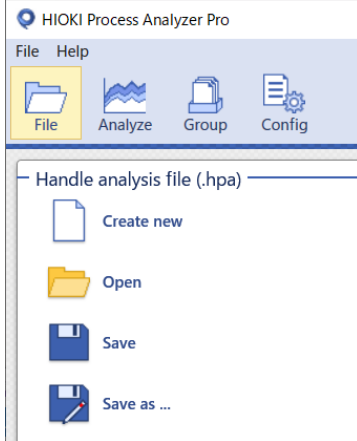 HIOKI Process Analyzer Pro
File Help
File Analyze Group Config
Handle analysis file (.hpa)
Create new
Open
Save
Save as ...